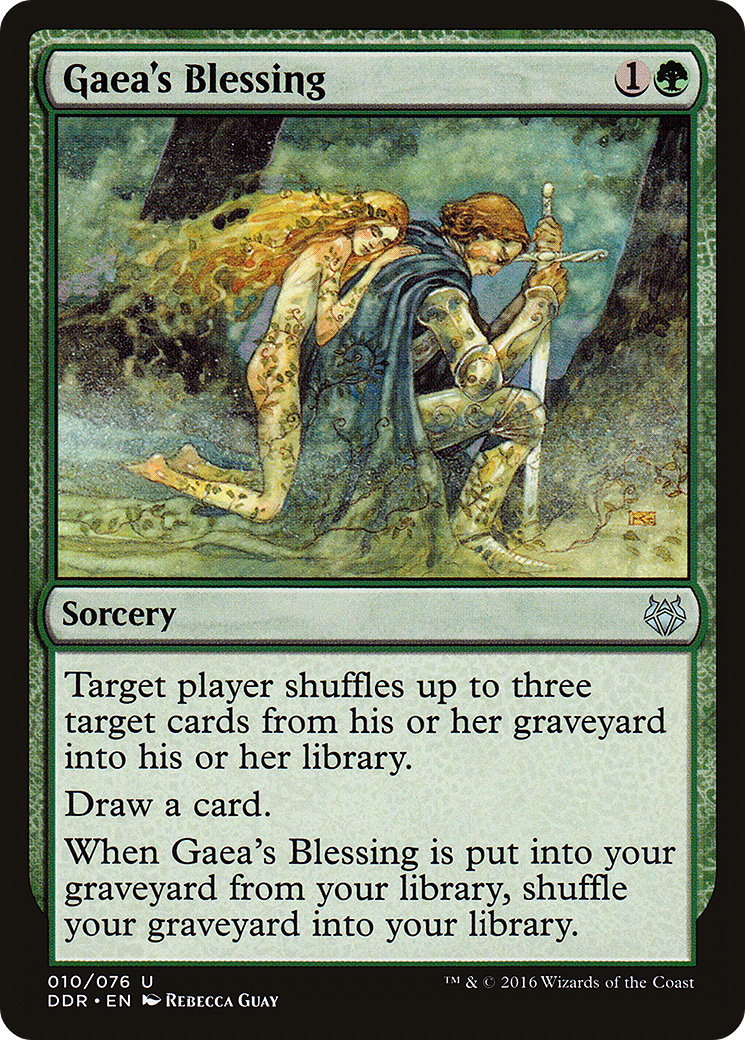 Gaea's Blessing 1
Sorcery
Target player shuffles up to three
target cards from his or her graveyard
into his or her library.
Draw a card.
When Gaea's Blessing is put into your
graveyard from your library, shuffle
your graveyard into your library.
010/076 U
DDR • EN Rebecca Guay
™ & © 2016 Wizards of the Coast